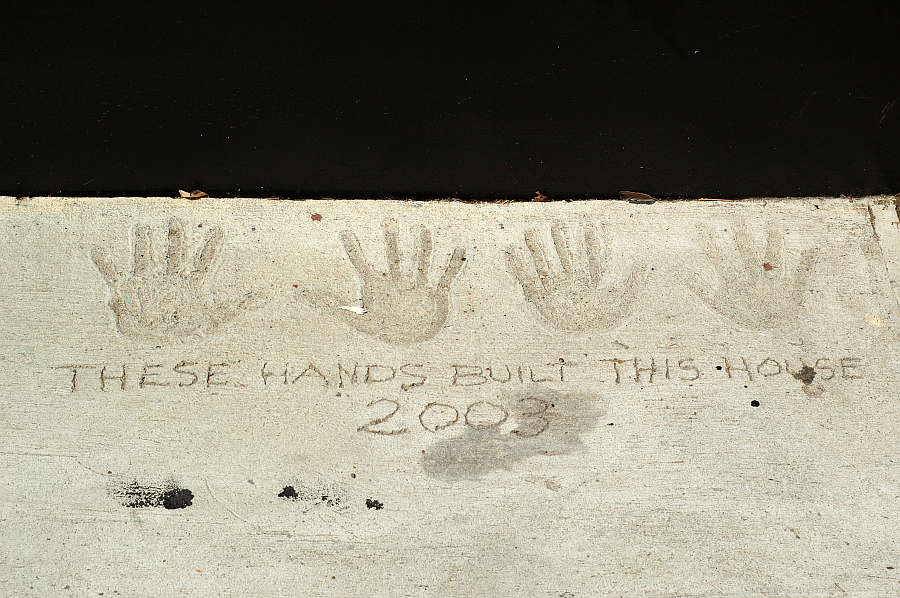 THESE HANDS BUILT THIS HOUSE
2003